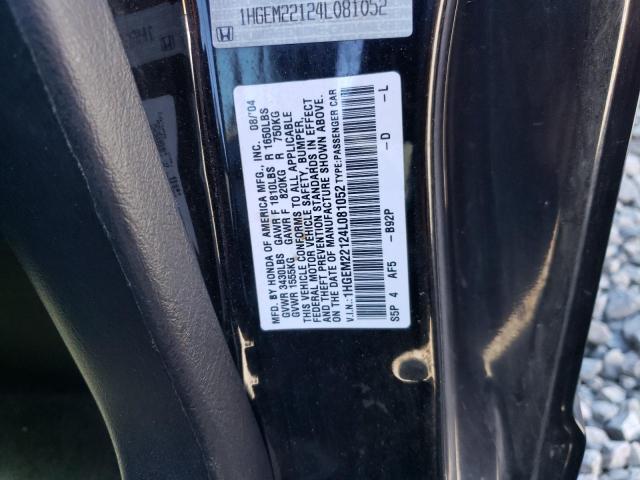 1HGEM22124L081052
MFD. BY HONDA OF AMERICA MFG., INC. 08/04
GVWR 3430LBS GAWR F 1810LBS R 1650LBS
GVWR 1555KG GAWR F 820KG R 750KG
THIS VEHICLE CONFORMS TO ALL APPLICABLE
FEDERAL MOTOR VEHICLE SAFETY, BUMPER,
AND THEFT PREVENTION STANDARDS IN EFFECT
ON THE DATE OF MANUFACTURE SHOWN ABOVE.
V.I.N.:1HGEM22124L081052 TYPE:PASSENGER CAR
S5P 4 AF5 -B92P -D -L